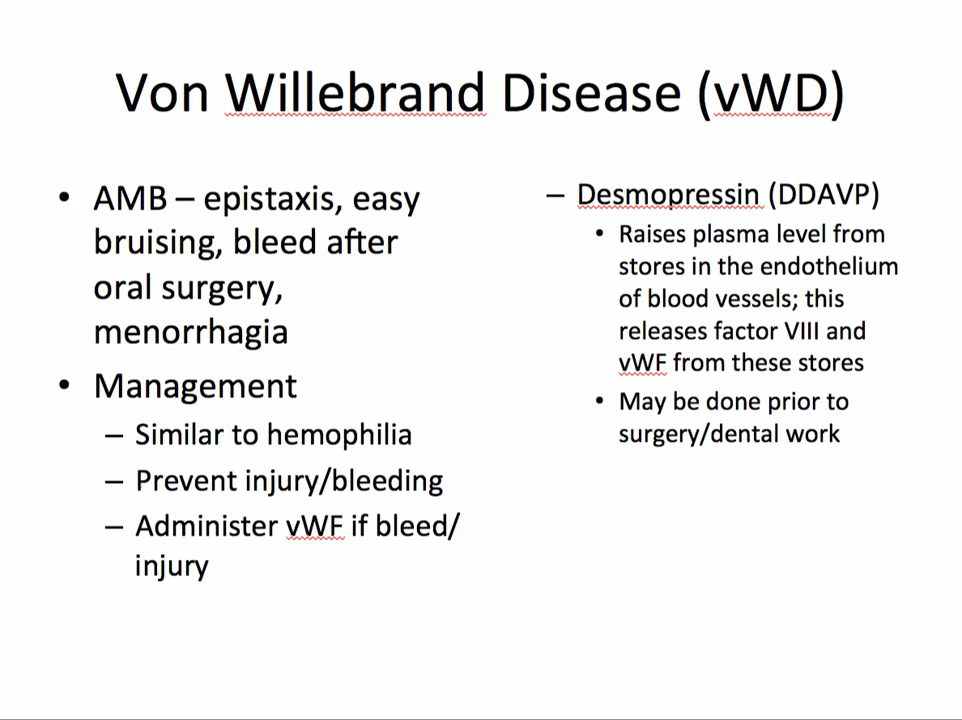 Von Willebrand Disease (vWD)
• AMB – epistaxis, easy
bruising, bleed after
oral surgery,
menorrhagia
• Management
– Similar to hemophilia
– Prevent injury/bleeding
– Administer vWF if bleed/
injury
– Desmopressin (DDAVP)
• Raises plasma level from
stores in the endothelium
of blood vessels; this
releases factor VIII and
vWF from these stores
• May be done prior to
surgery/dental work